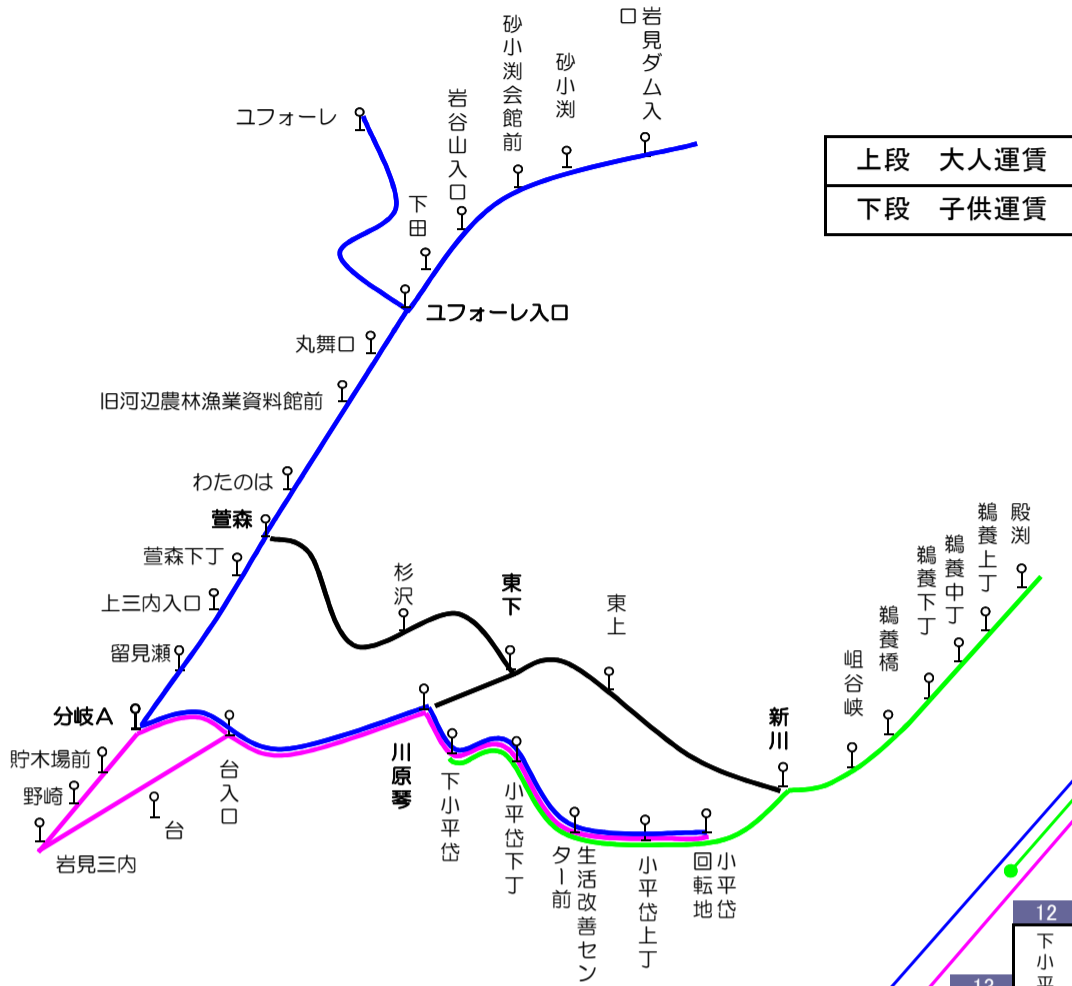 岩見ダム入口
砂小渕会館前
砂小渕
岩谷山入口
ユフォーレ
下田
上段 大人運賃
下段 子供運賃
ユフォーレ入口
丸舞口
旧河辺農林漁業資料館前
わたのは
萱森
萱森下丁
上三内入口
留見瀬
分岐A
貯木場前
野崎
岩見三内
台
台入口
杉沢
東下
東上
川原琴
下小平岱
小平岱下丁
生活改善センター前
小平岱上丁
小平岱回転地
新川
岨谷峡
鵜養橋
鵜養下丁
鵜養中丁
鵜養上丁
殿渕
12
下小平
13